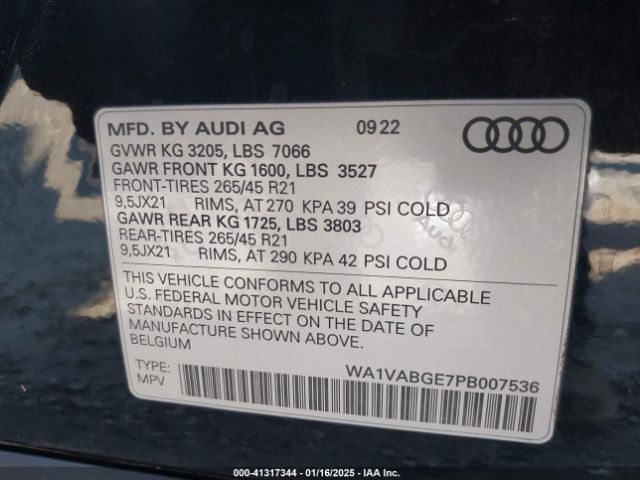 MFD. BY AUDI AG 09 22
GVWR KG 3205, LBS 7066
GAWR FRONT KG 1600, LBS 3527
FRONT-TIRES 265/45 R21
9,5JX21 RIMS, AT 270 KPA 39 PSI COLD
GAWR REAR KG 1725, LBS 3803
REAR-TIRES 265/45 R21
9,5JX21 RIMS, AT 290 KPA 42 PSI COLD
THIS VEHICLE CONFORMS TO ALL APPLICABLE
U.S. FEDERAL MOTOR VEHICLE SAFETY
STANDARDS IN EFFECT ON THE DATE OF
MANUFACTURE SHOWN ABOVE.
BELGIUM
TYPE: WA1VABGE7PB007536
MPV
Audi
00-41317344 / 01/16/2025 - IAA Inc.